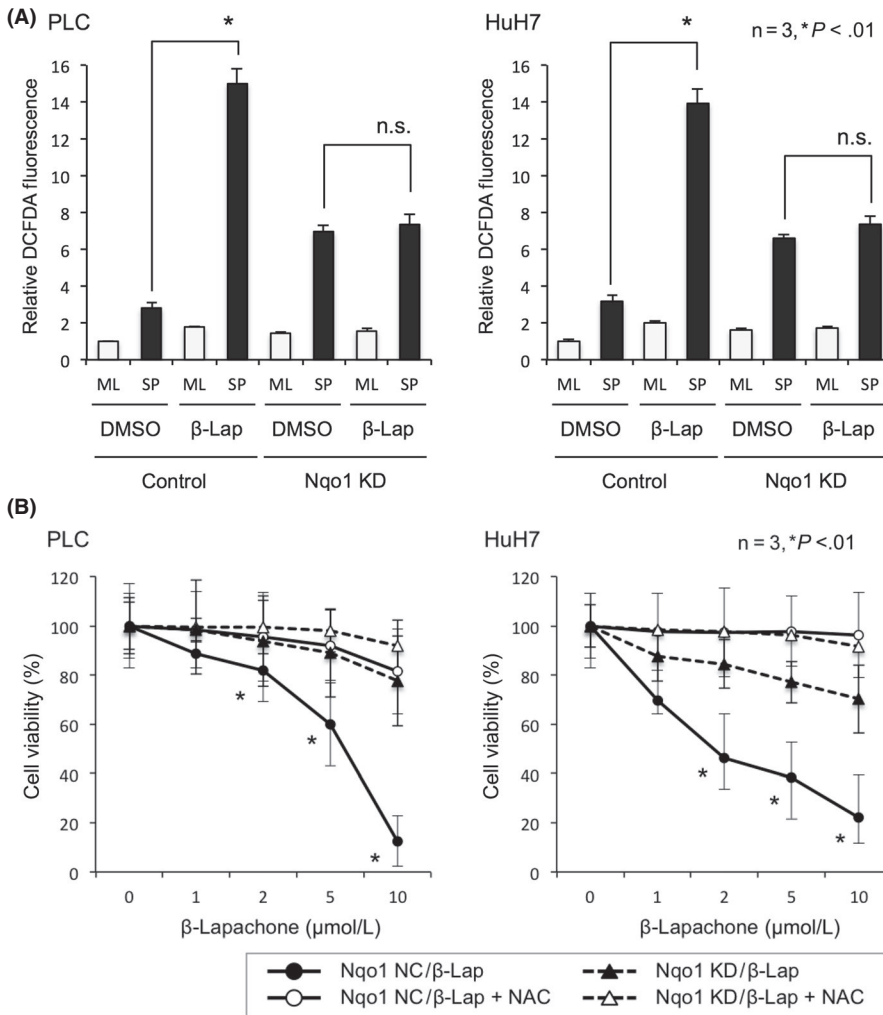 (A) PLC
*
n.s.
Relative DCFDA fluorescence
16
14
12
10
8
6
4
2
0
ML SP ML SP ML SP ML SP
DMSO β-Lap DMSO β-Lap
Control Nqo1 KD
HuH7
n = 3, *P < .01
*
n.s.
Relative DCFDA fluorescence
16
14
12
10
8
6
4
2
0
ML SP ML SP ML SP ML SP
DMSO β-Lap DMSO β-Lap
Control Nqo1 KD
(B) PLC
Cell viability (%)
120
100
80
60
40
20
0
*
*
*
0 1 2 5 10
β-Lapachone (µmol/L)
HuH7
n = 3, *P <.01
Cell viability (%)
120
100
80
60
40
20
0
*
*
*
0 1 2 5 10
β-Lapachone (µmol/L)
Nqo1 NC/β-Lap Nqo1 KD/β-Lap
Nqo1 NC/β-Lap + NAC Nqo1 KD/β-Lap + NAC